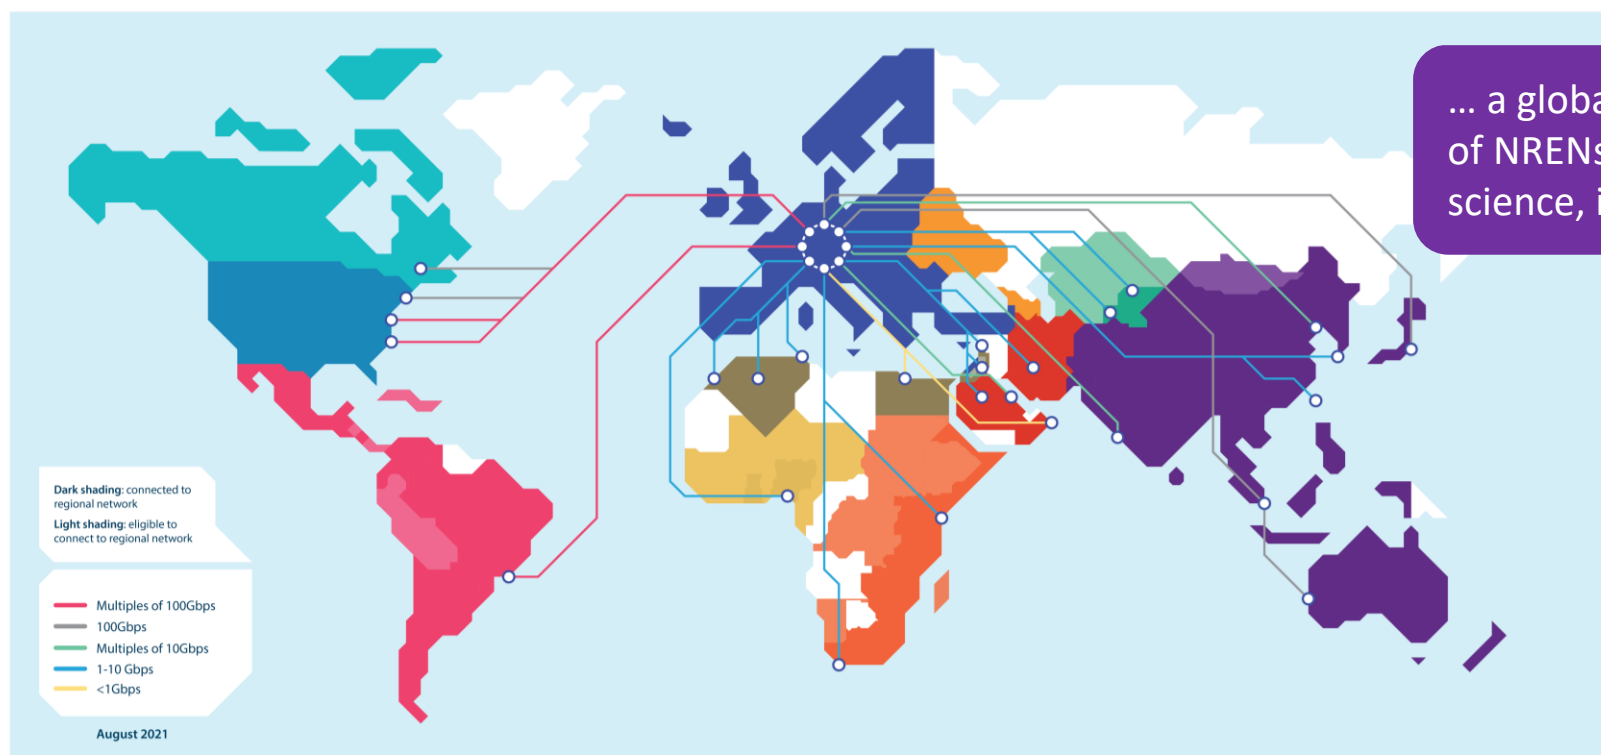 ... a globa
of NRENs
science, i
Dark shading: connected to
regional network
Light shading: eligible to
connect to regional network
Multiples of 100Gbps
100Gbps
Multiples of 10Gbps
1-10 Gbps
<1Gbps
August 2021